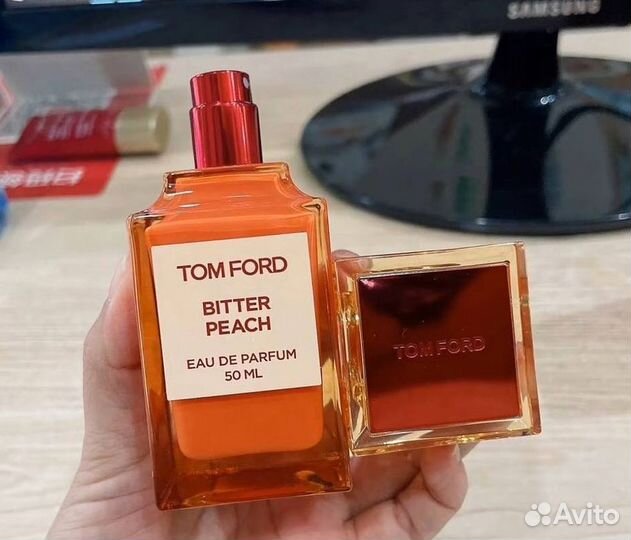 SAMSUNG
TOM FORD
BITTER
PEACH
EAU DE PARFUM
50 ML
TOM FORD
Avito